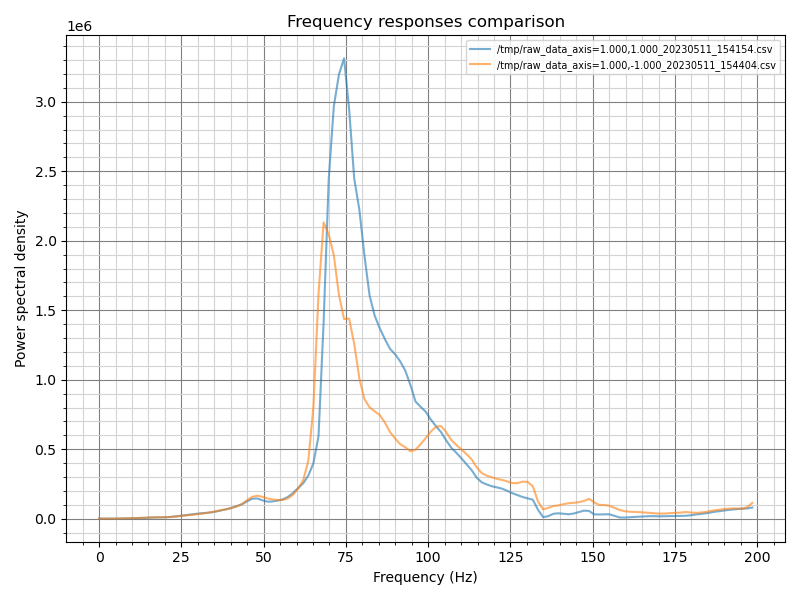 Frequency responses comparison
1e6
/tmp/raw_data_axis=1.000,1.000_20230511_154154.csv
/tmp/raw_data_axis=1.000,-1.000_20230511_154404.csv
3.0
2.5
2.0
1.5
1.0
0.5
0.0
Power spectral density
0 25 50 75 100 125 150 175 200
Frequency (Hz)